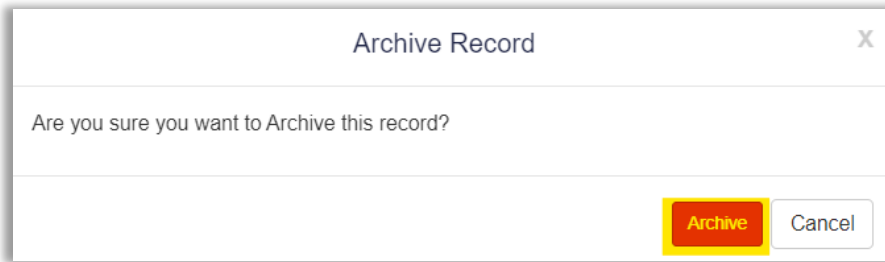 Archive Record
X
Are you sure you want to Archive this record?
Archive Cancel